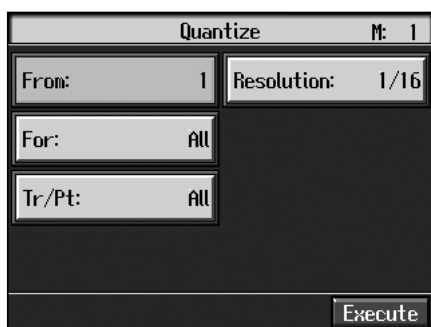 Quantize M: 1
From: 1 Resolution: 1/16
For: All
Tr/Pt: All
Execute